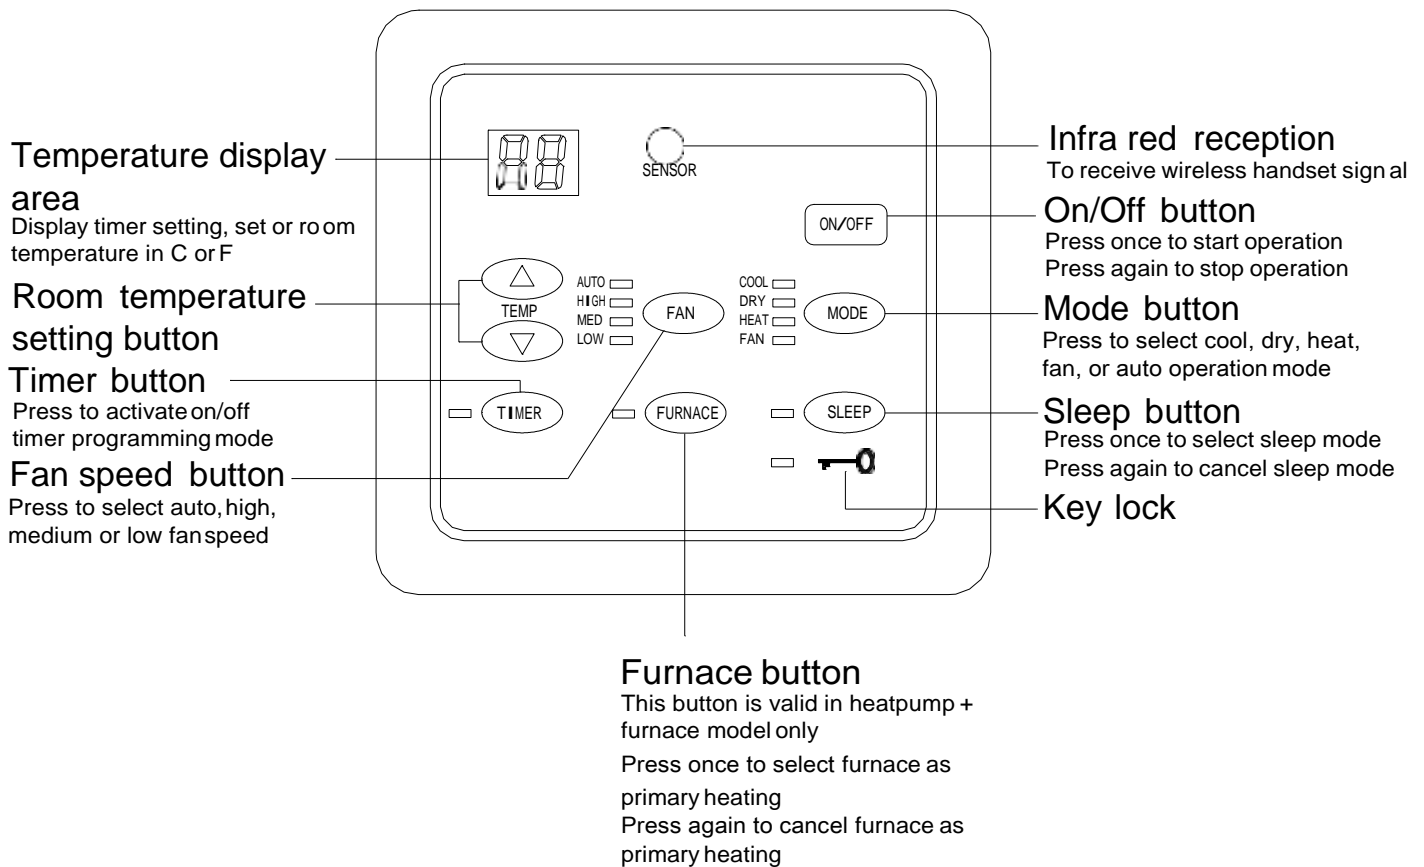 Temperature display
area
Display timer setting, set or room
temperature in C or F
Room temperature
setting button
Timer button
Press to activate on/off
timer programming mode
Fan speed button
Press to select auto, high,
medium or low fan speed
88
SENSOR
ON/OFF
TEMP
AUTO
HIGH
MED
LOW
FAN
COOL
DRY
HEAT
FAN
MODE
TIMER
FURNACE
SLEEP
Infra red reception
To receive wireless handset signal
On/Off button
Press once to start operation
Press again to stop operation
Mode button
Press to select cool, dry, heat,
fan, or auto operation mode
Sleep button
Press once to select sleep mode
Press again to cancel sleep mode
Key lock
Furnace button
This button is valid in heatpump +
furnace model only
Press once to select furnace as
primary heating
Press again to cancel furnace as
primary heating